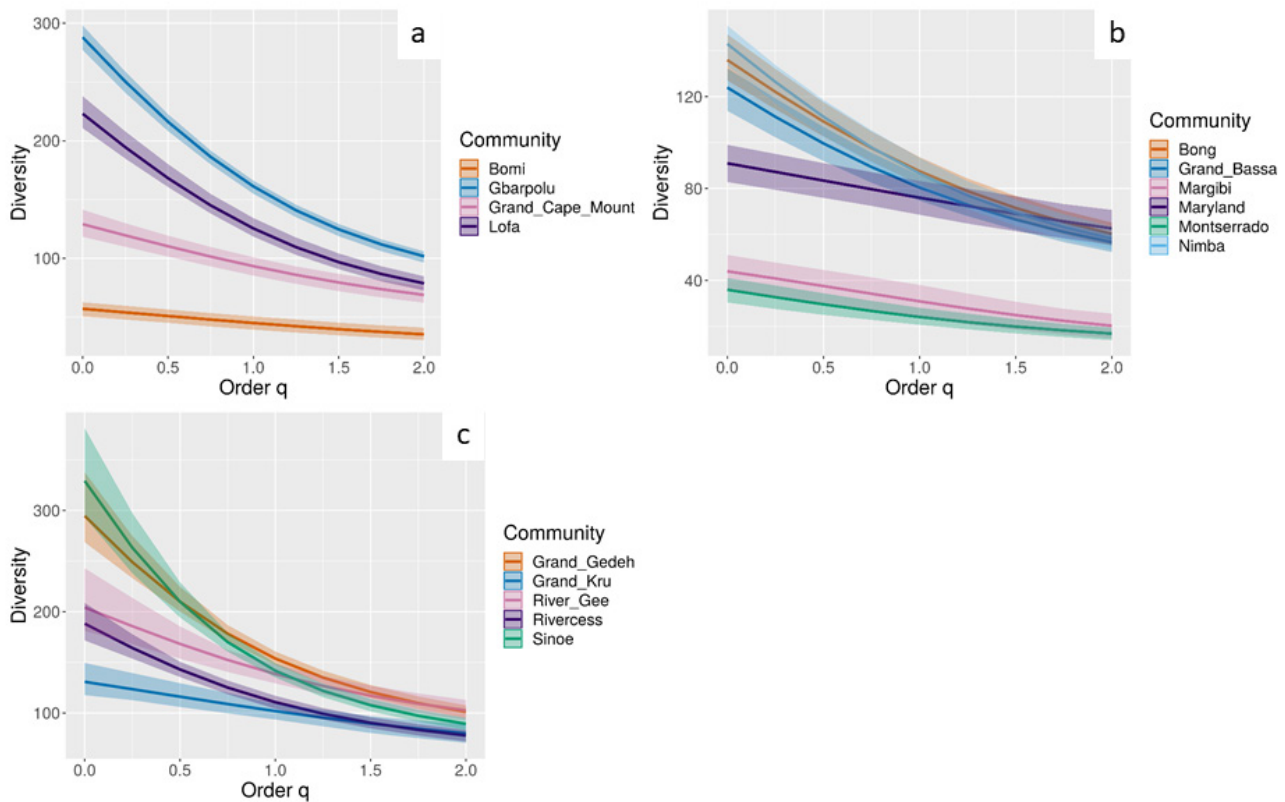 a
300
200
100
Diversity
0.0 0.5 1.0 1.5 2.0
Order q
Community
Bomi
Gbarpolu
Grand_Cape_Mount
Lofa
b
120
80
40
Diversity
0.0 0.5 1.0 1.5 2.0
Order q
Community
Bong
Grand_Bassa
Margibi
Maryland
Montserrado
Nimba
c
300
200
100
Diversity
0.0 0.5 1.0 1.5 2.0
Order q
Community
Grand_Gedeh
Grand_Kru
River_Gee
Rivercess
Sinoe